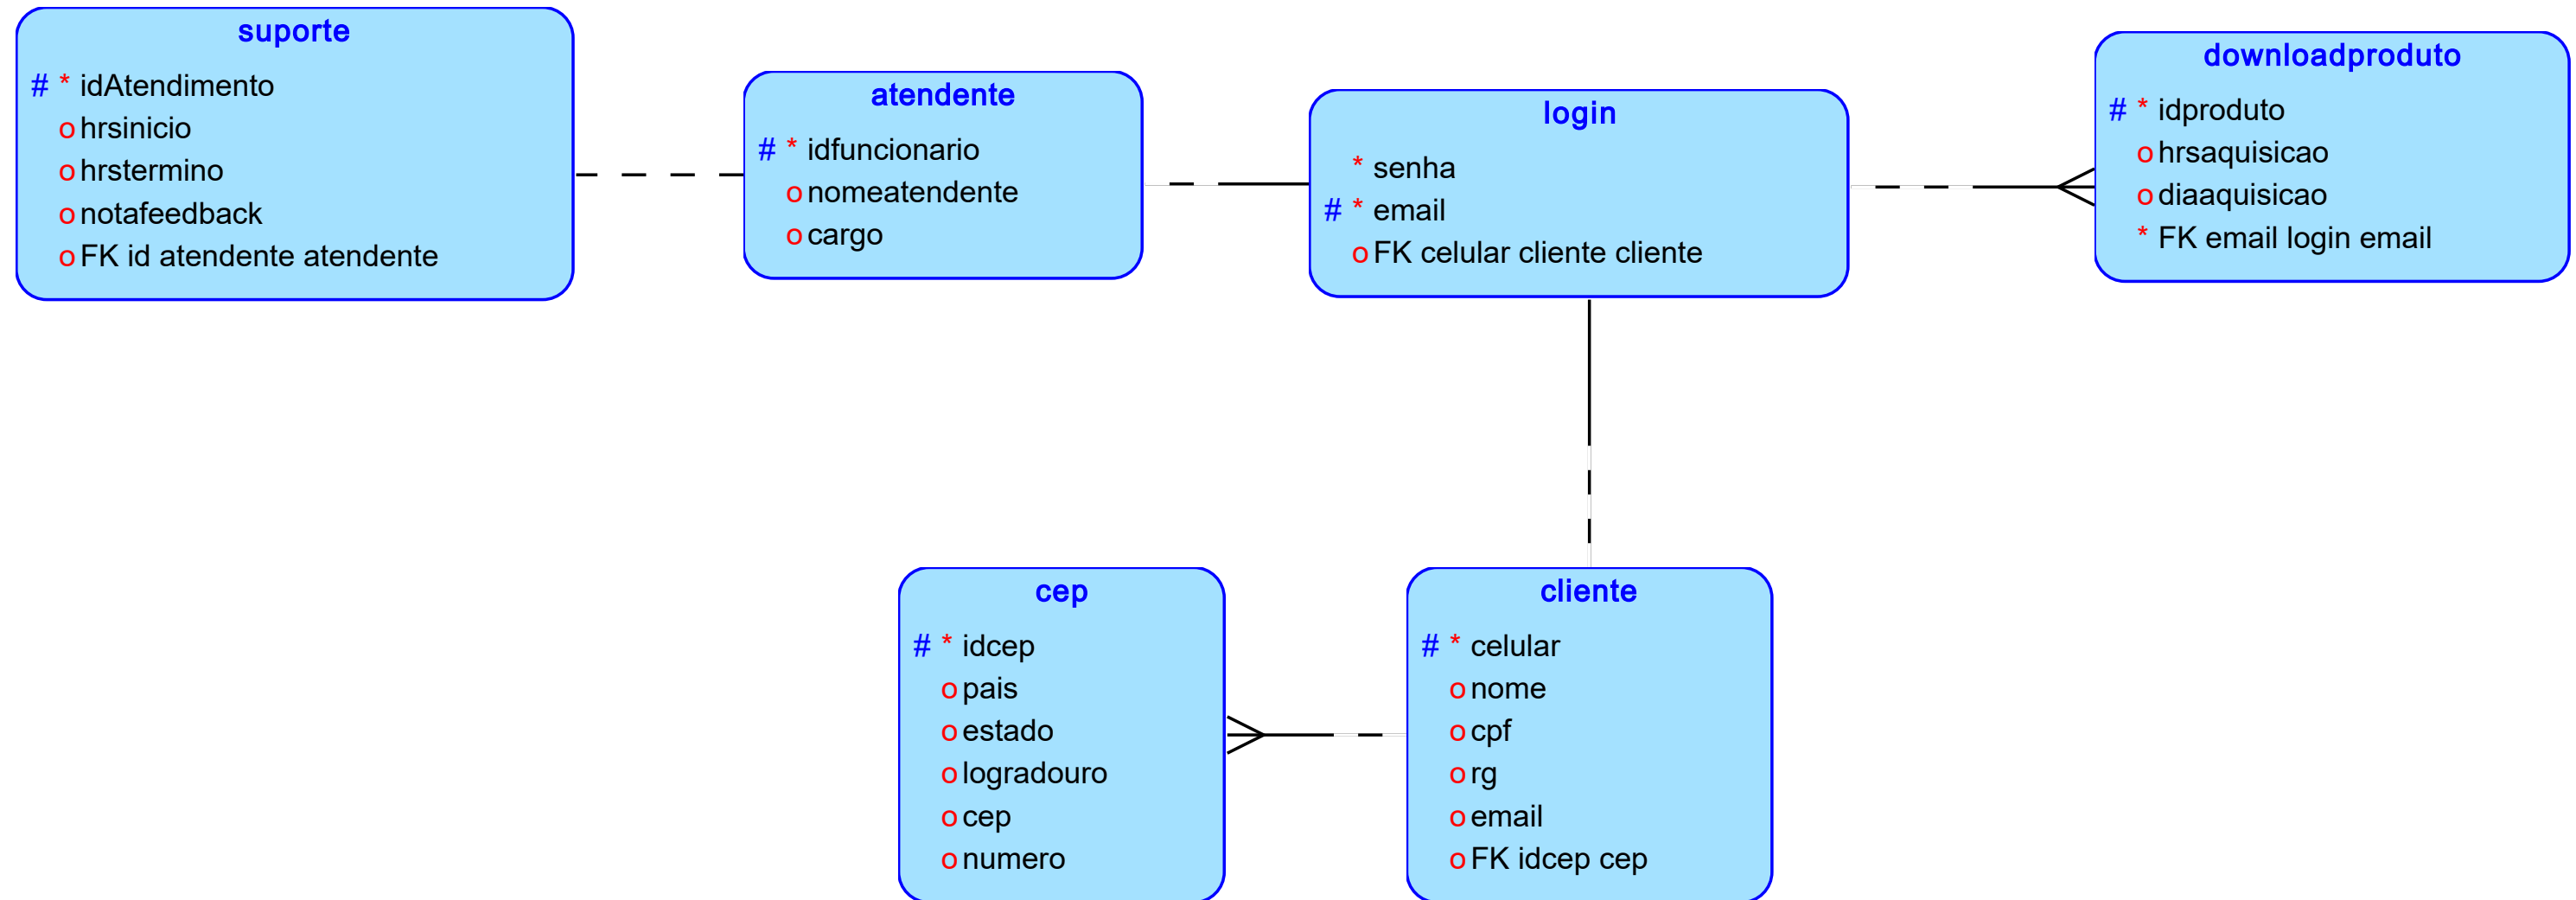 suporte
# * idAtendimento
o hrsinicio
o hrstermino
o notafeedback
o FK id atendente atendente
atendente
# * idfuncionario
o nomeatendente
o cargo
login
* senha
# * email
o FK celular cliente cliente
downloadproduto
# * idproduto
o hrsaquisicao
o diaaquisicao
* FK email login email
cep
# * idcep
o pais
o estado
o logradouro
o cep
o numero
cliente
# * celular
o nome
o cpf
o rg
o email
o FK idcep cep